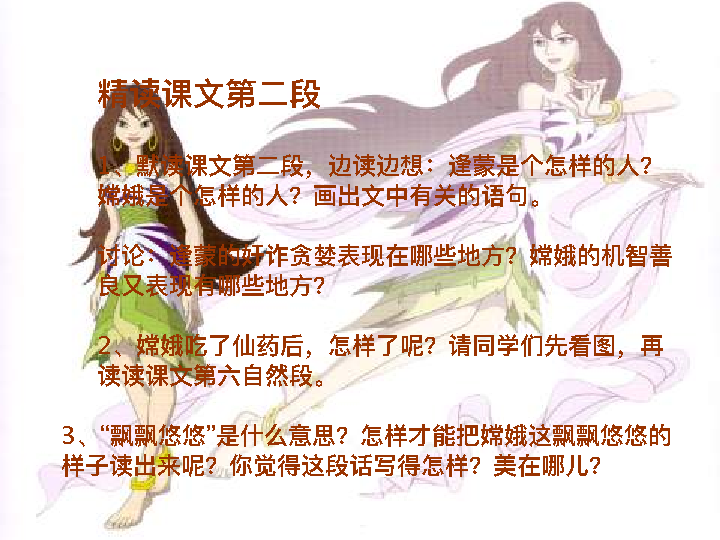 精读课文第二段
1、默读课文第二段，边读边想：逢蒙是个怎样的人？
嫦娥是个怎样的人？画出文中有关的语句。
讨论：逢蒙的奸诈贪婪表现在哪些地方？嫦娥的机智善
良又表现有哪些地方？
2、嫦娥吃了仙药后，怎样了呢？请同学们先看图，再
读读课文第六自然段。
3、“飘飘悠悠”是什么意思？怎样才能把嫦娥这飘飘悠悠的
样子读出来呢？你觉得这段话写得怎样？美在哪儿？